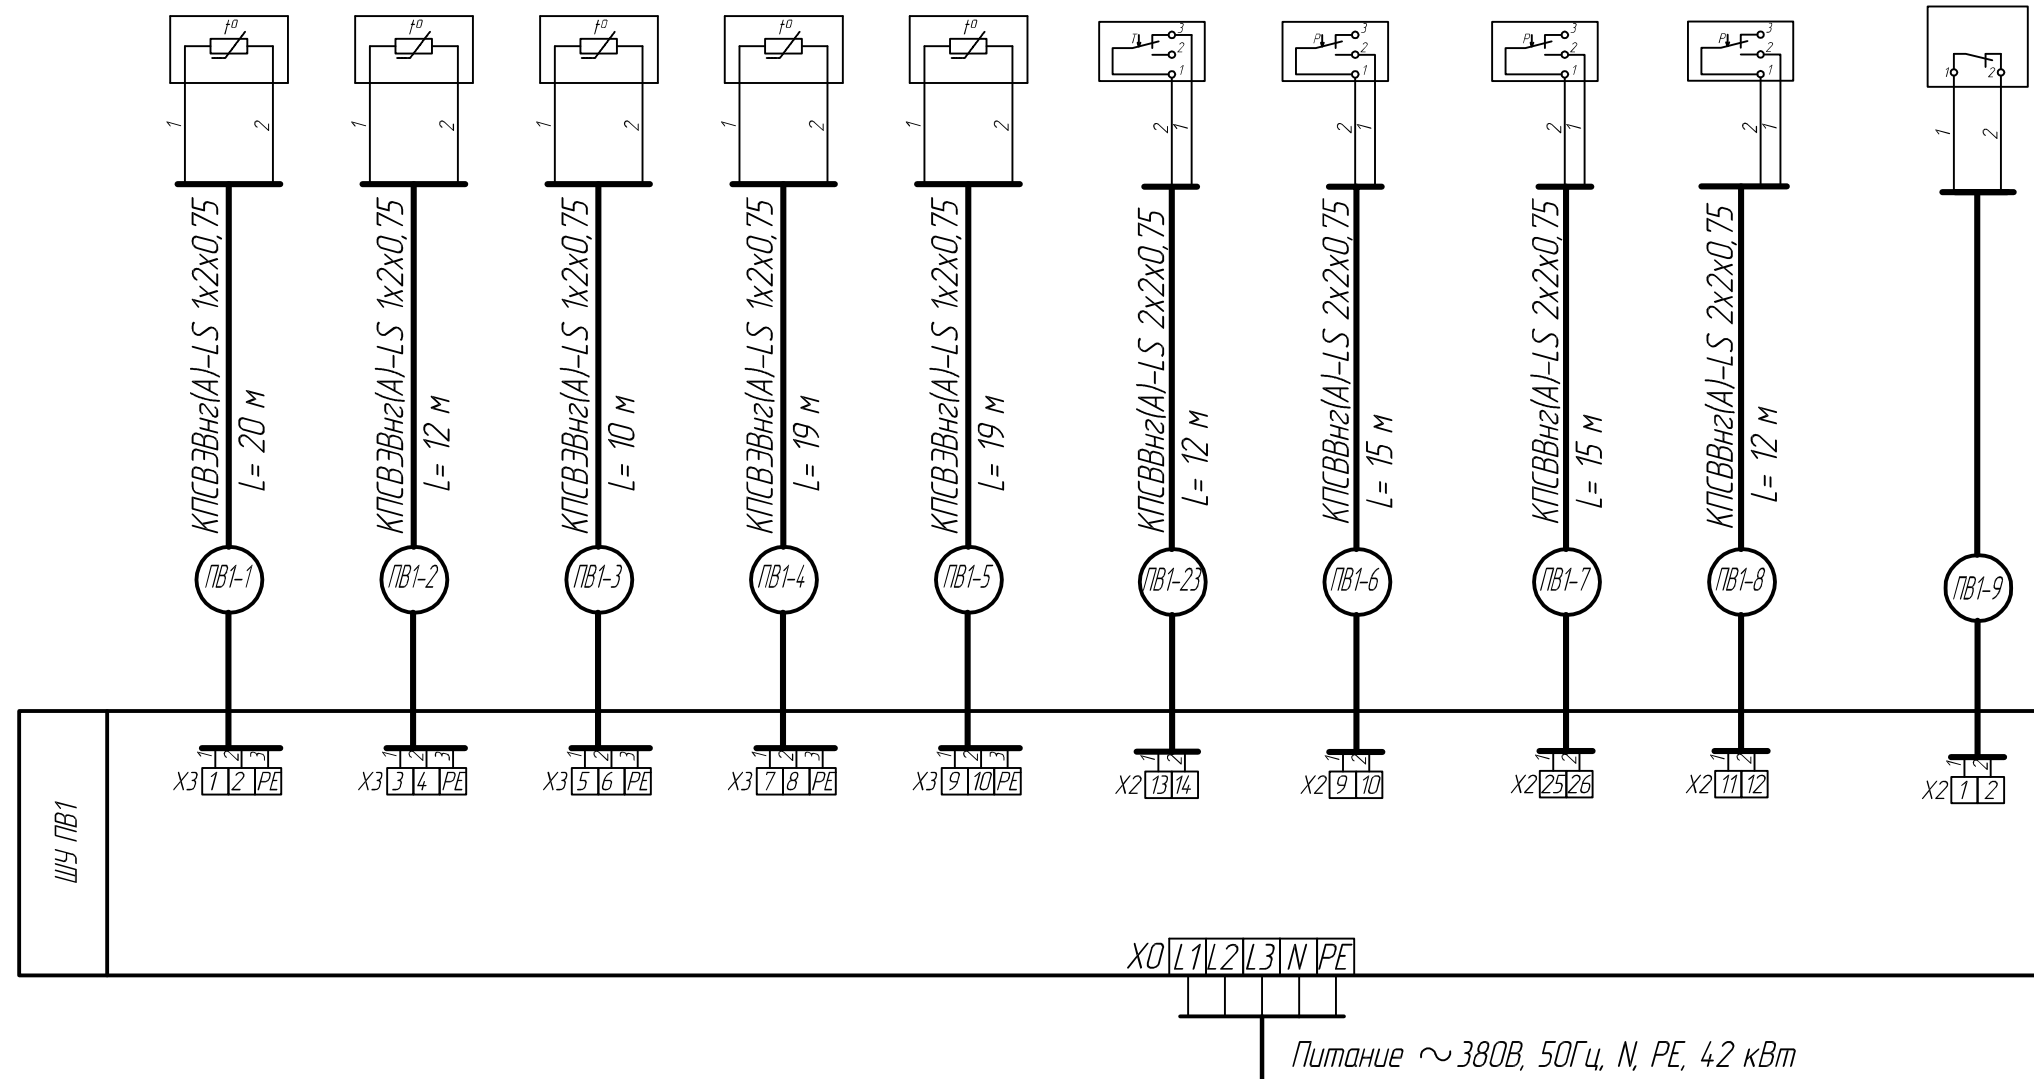 t° t° t° t° t° T 3 2 1 P 3 2 1 P 3 2 1 P 3 2 1 1 2
1 2 1 2 1 2 1 2 1 2 2 1 2 1 2 1 2 1 1 2
КПСВЭВнг(А)-LS 1х2х0,75
L= 20 м
КПСВЭВнг(А)-LS 1х2х0,75
L= 12 м
КПСВЭВнг(А)-LS 1х2х0,75
L= 10 м
КПСВЭВнг(А)-LS 1х2х0,75
L= 19 м
КПСВЭВнг(А)-LS 1х2х0,75
L= 19 м
КПСВВнг(А)-LS 2х2х0,75
L= 12 м
КПСВВнг(А)-LS 2х2х0,75
L= 15 м
КПСВВнг(А)-LS 2х2х0,75
L= 15 м
КПСВВнг(А)-LS 2х2х0,75
L= 12 м
ПВ1-1 ПВ1-2 ПВ1-3 ПВ1-4 ПВ1-5 ПВ1-23 ПВ1-6 ПВ1-7 ПВ1-8 ПВ1-9
1 2 3 1 2 3 1 2 3 1 2 3 1 2 3 1 2 1 2 1 2 1 2 1 2
X3 1 2 PE X3 3 4 PE X3 5 6 PE X3 7 8 PE X3 9 10 PE X2 13 14 X2 9 10 X2 25 26 X2 11 12 X2 1 2
ШУ ПВ1
X0 L1 L2 L3 N PE
Питание ~380В, 50Гц, N, PE, 42 кВт